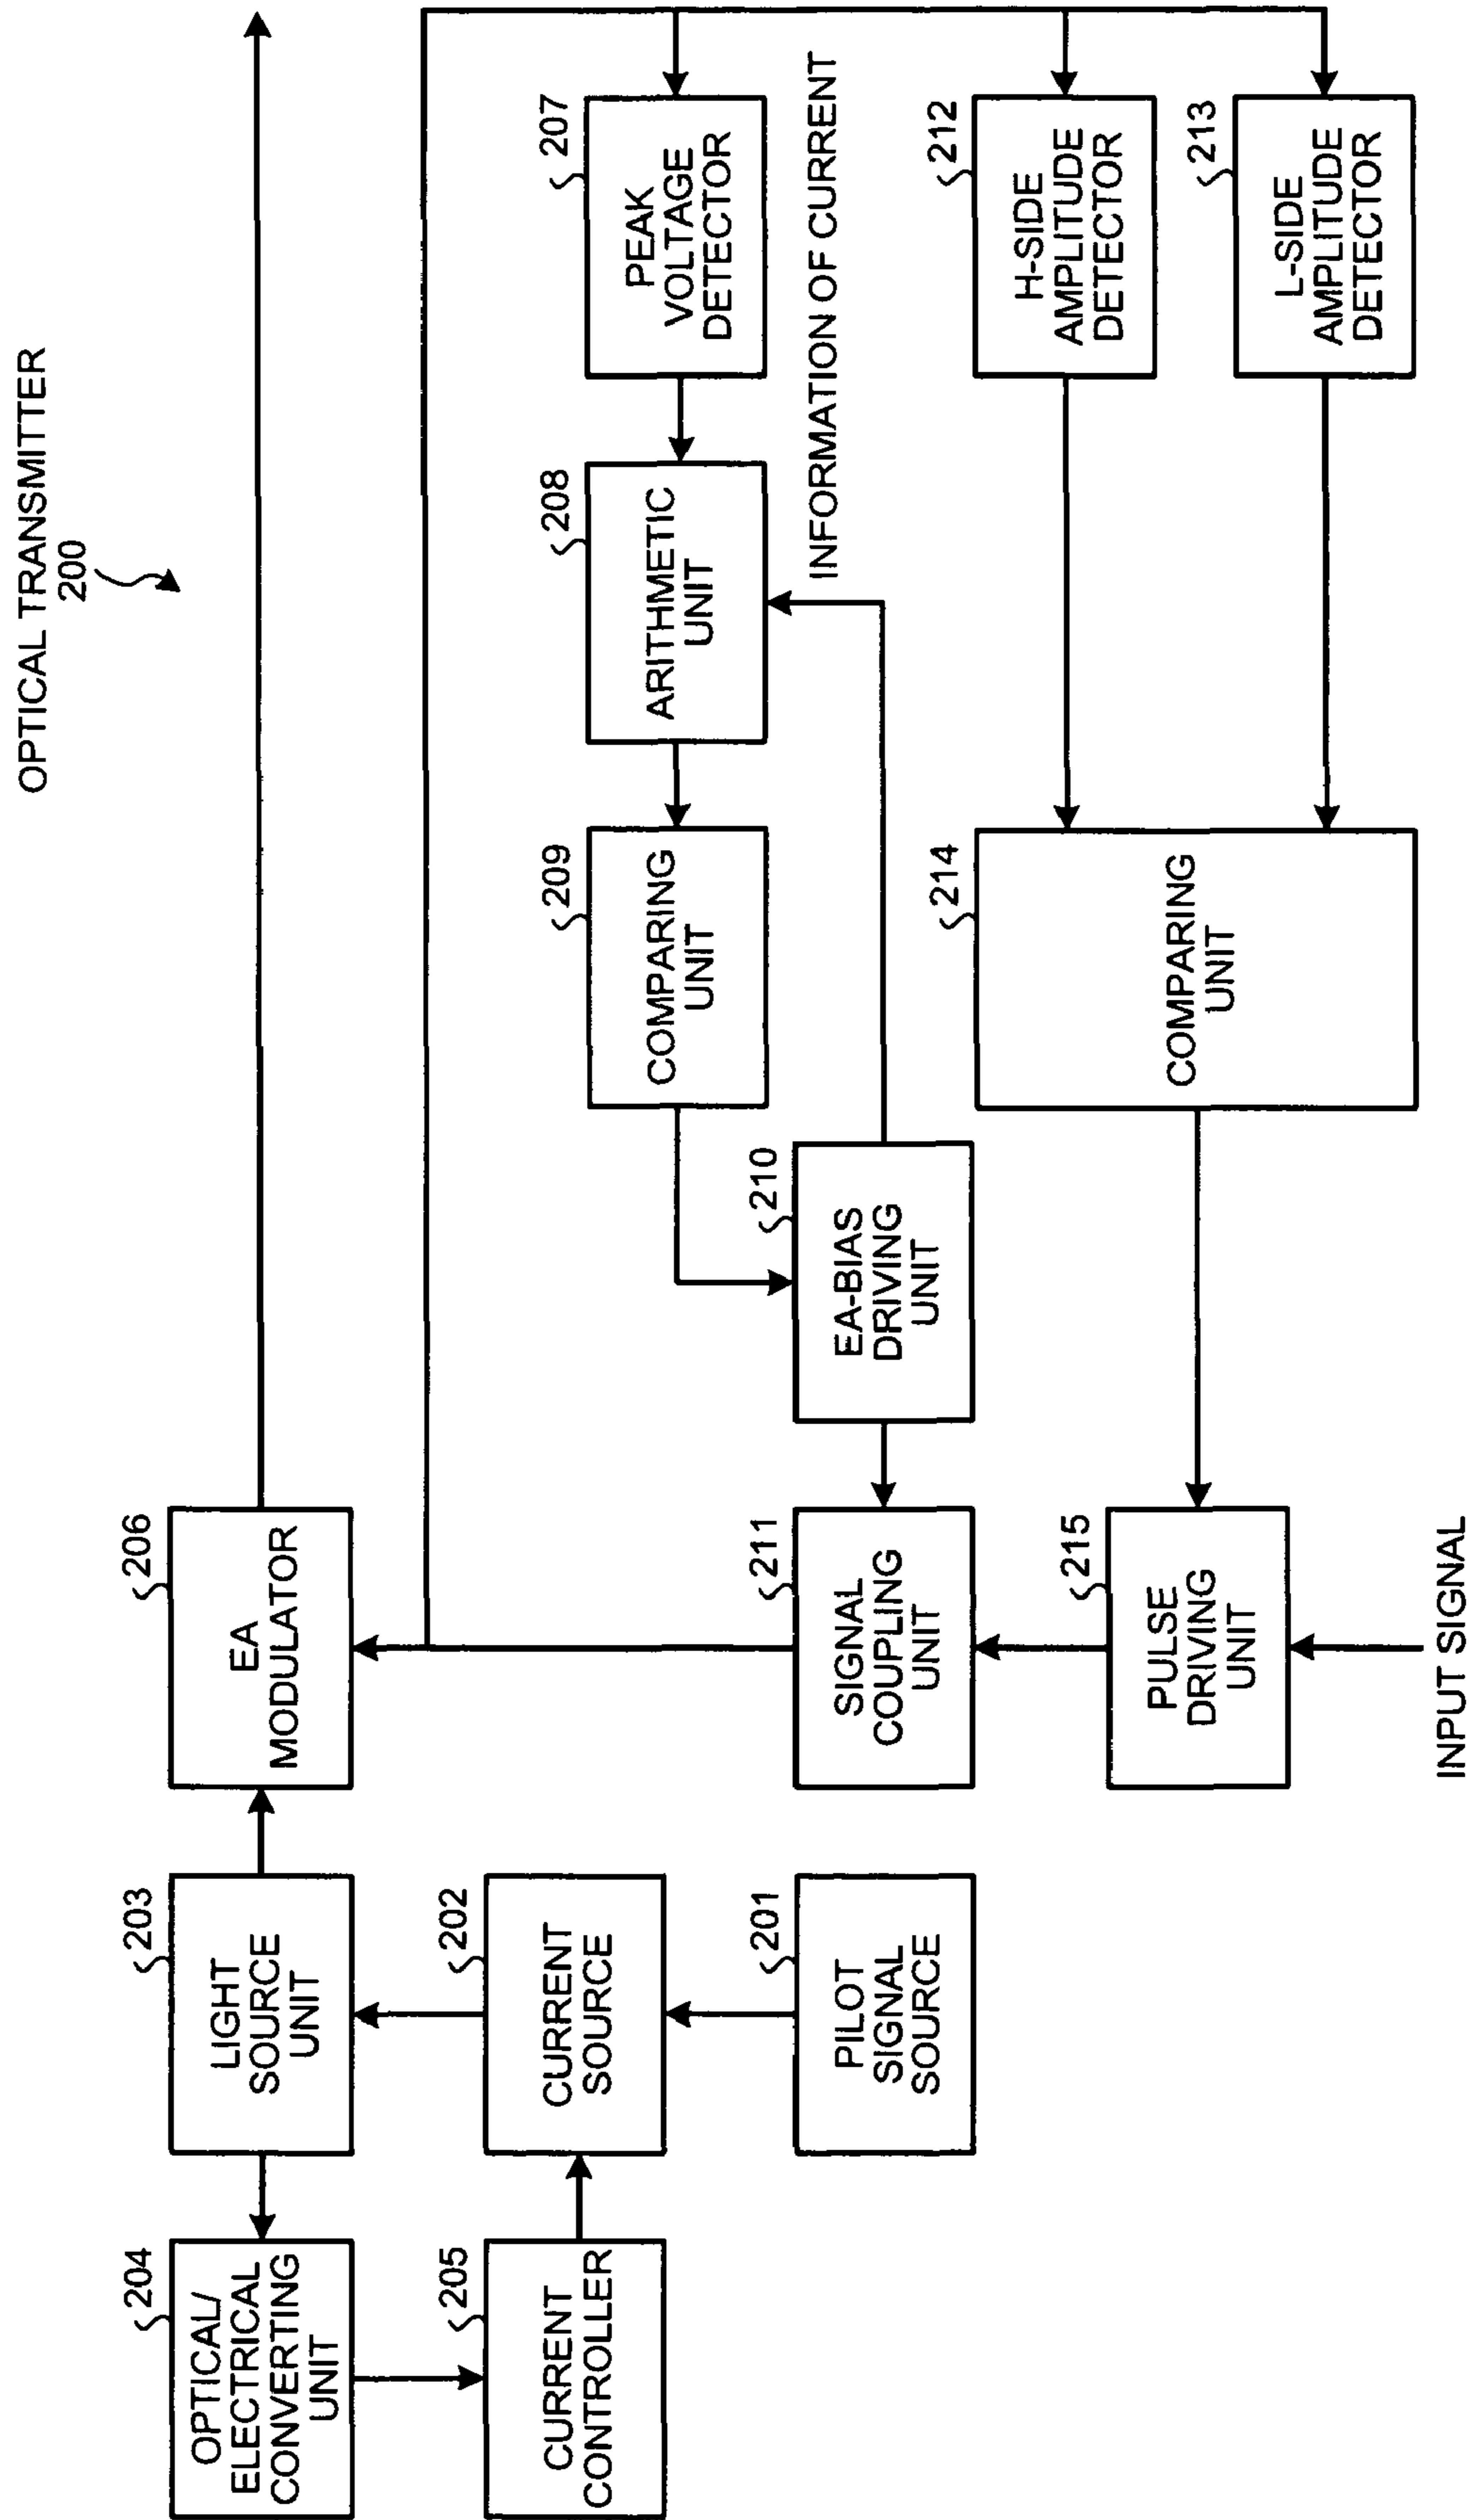 OPTICAL TRANSMITTER
200
204
OPTICAL/
ELECTRICAL
CONVERTING
UNIT
203
LIGHT
SOURCE
UNIT
206
EA
MODULATOR
205
CURRENT
CONTROLLER
202
CURRENT
SOURCE
201
PILOT
SIGNAL
SOURCE
209
COMPARING
UNIT
208
ARITHMETIC
UNIT
207
PEAK
VOLTAGE
DETECTOR
211
SIGNAL
COUPLING
UNIT
210
EA-BIAS
DRIVING
UNIT
INFORMATION OF CURRENT
215
PULSE
DRIVING
UNIT
214
COMPARING
UNIT
212
H-SIDE
AMPLITUDE
DETECTOR
213
L-SIDE
AMPLITUDE
DETECTOR
INPUT SIGNAL